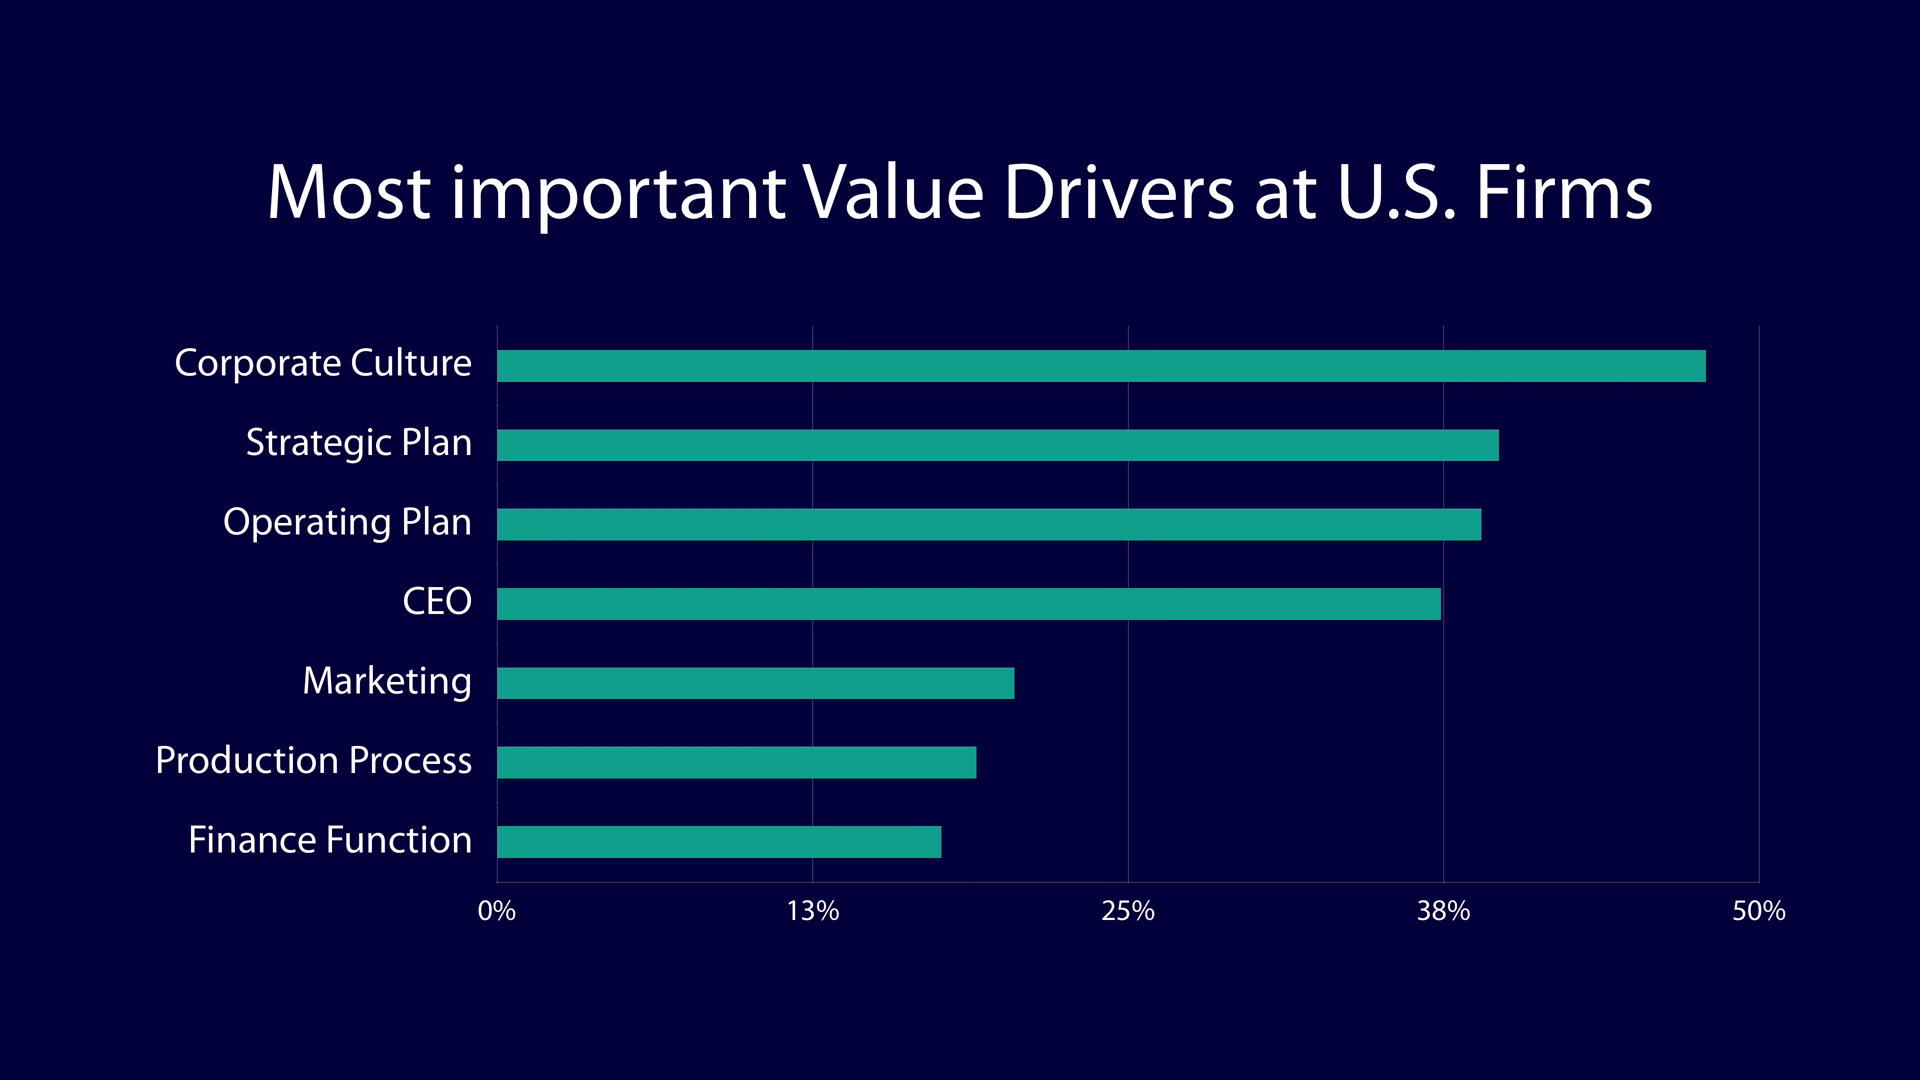 Most important Value Drivers at U.S. Firms
Corporate Culture
Strategic Plan
Operating Plan
CEO
Marketing
Production Process
Finance Function
0% 13% 25% 38% 50%